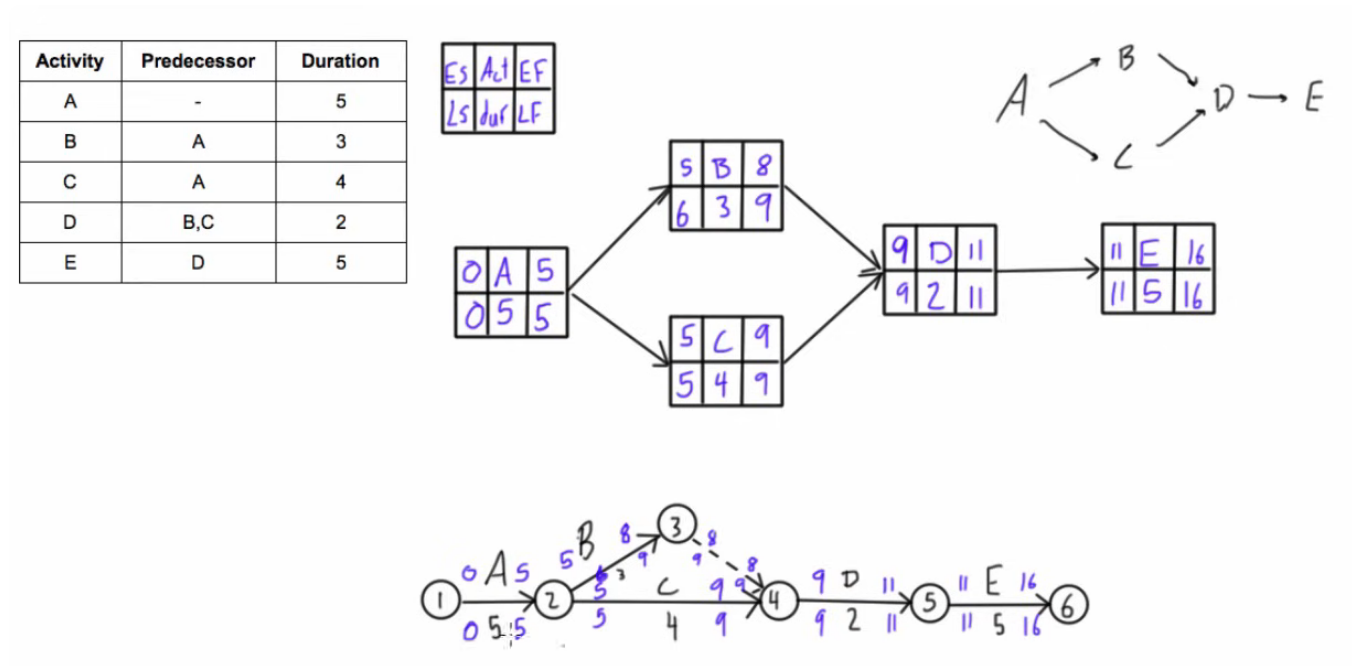 Activity Predecessor Duration
A - 5
B A 3
C A 4
D B,C 2
E D 5
Es Act EF
LS dur LF
A B C D E
5 B 8
6 3 9
0 A 5
0 5 5
5 C 9
5 4 9
9 D 11
9 2 11
11 E 16
11 5 16
1
0 A 5
0 5 5
2
5 B 8
3 9
3
8 8
9 9
5 C 9
5 4 9
4
9 D 11
9 2 11
5
11 E 16
11 5 16
6